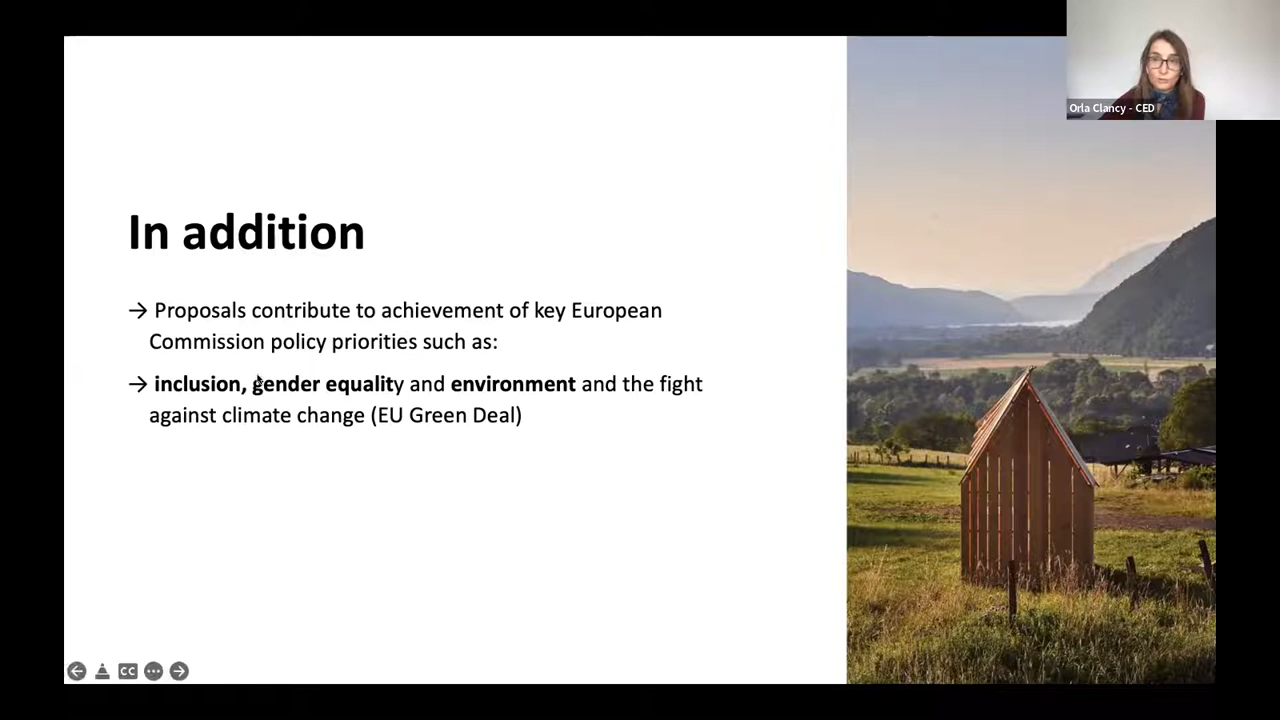 Orla Clancy - CED
In addition
→ Proposals contribute to achievement of key European
Commission policy priorities such as:
→ inclusion, gender equality and environment and the fight
against climate change (EU Green Deal)
CC